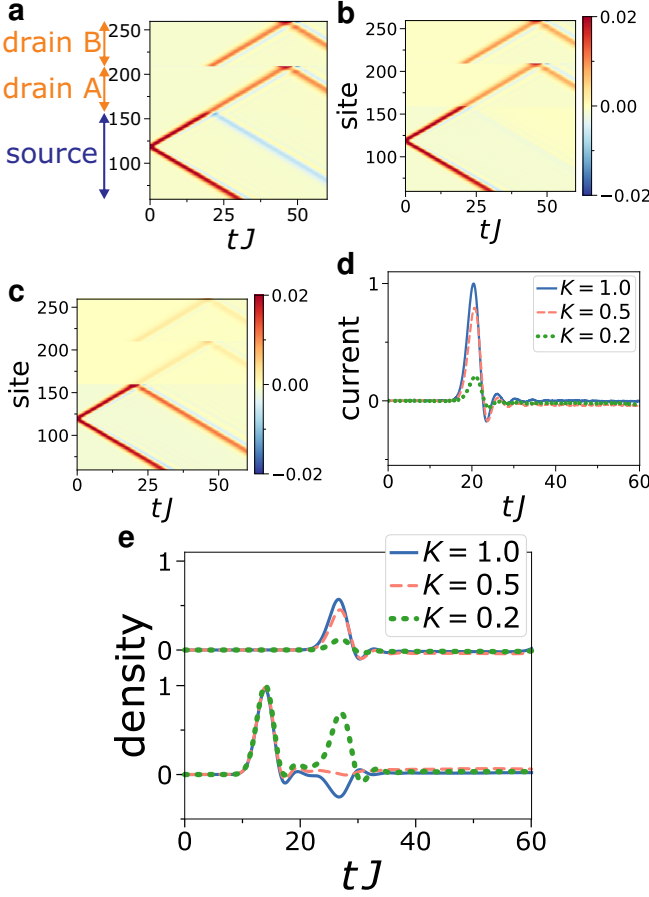 a
drain B
drain A
source
250
200
150
100
0
25
50
tJ
b
site
250
200
150
100
0
25
50
tJ
0.02
0.00
−0.02
c
site
250
200
150
100
0
25
50
tJ
0.02
0.00
−0.02
d
current
1
0
0
20
40
60
tJ
K = 1.0
K = 0.5
K = 0.2
e
density
1
0
1
0
0
20
40
60
tJ
K = 1.0
K = 0.5
K = 0.2